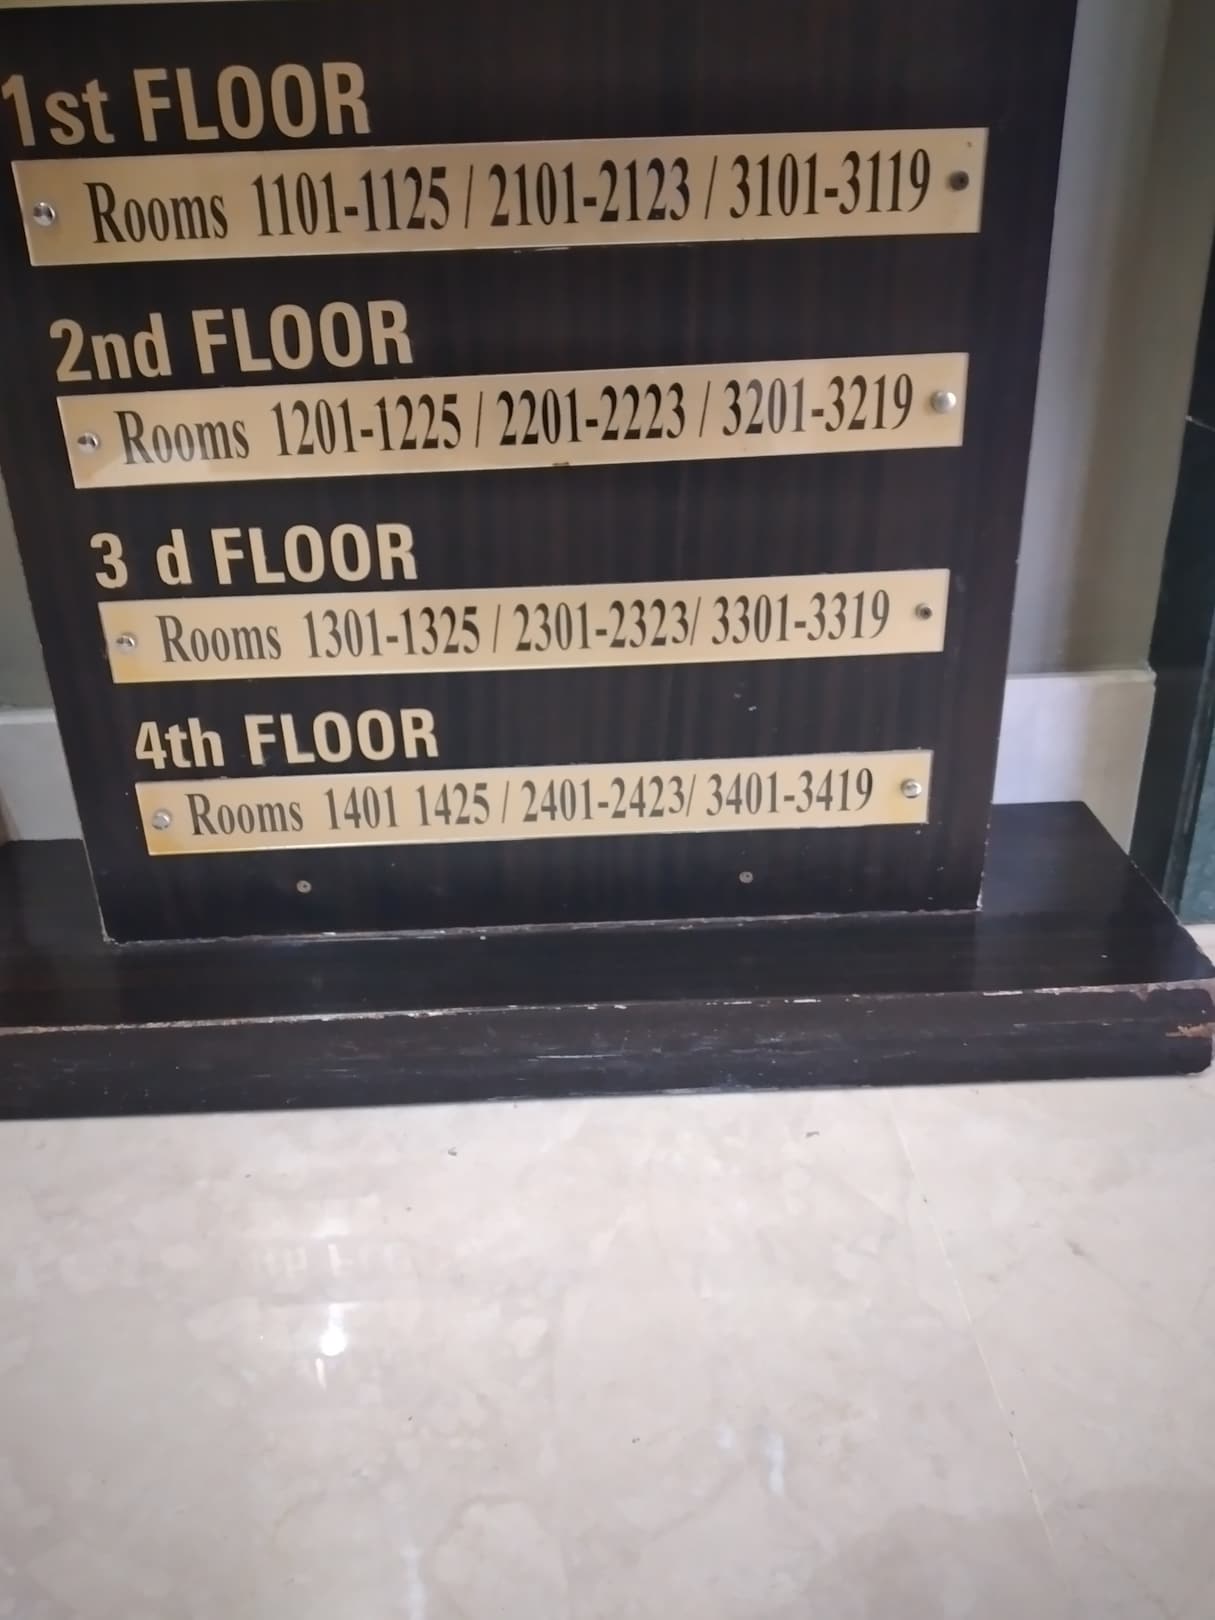 1st FLOOR
Rooms 1101-1125 / 2101-2123 / 3101-3119
2nd FLOOR
Rooms 1201-1225 / 2201-2223 / 3201-3219
3 d FLOOR
Rooms 1301-1325 / 2301-2323/ 3301-3319
4th FLOOR
Rooms 1401 1425 / 2401-2423/ 3401-3419